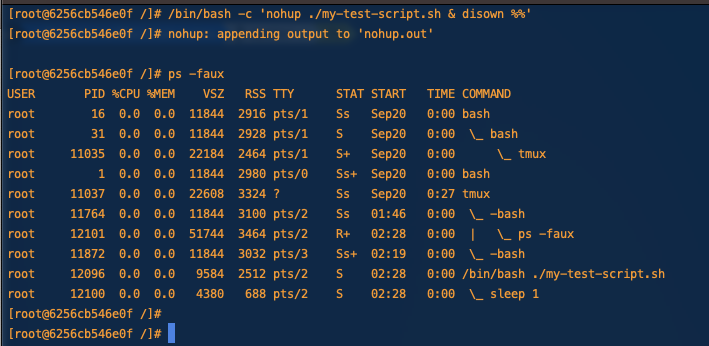 [root@6256cb546e0f /]# /bin/bash -c 'nohup ./my-test-script.sh & disown %%'
[root@6256cb546e0f /]# nohup: appending output to 'nohup.out'
[root@6256cb546e0f /]# ps -faux
USER       PID %CPU %MEM    VSZ   RSS TTY      STAT START   TIME COMMAND
root        16  0.0  0.0  11844  2916 pts/1    Ss   Sep20   0:00 bash
root        31  0.0  0.0  11844  2928 pts/1    S    Sep20   0:00  \_ bash
root     11035  0.0  0.0  22184  2464 pts/1    S+   Sep20   0:00      \_ tmux
root         1  0.0  0.0  11844  2980 pts/0    Ss+  Sep20   0:00 bash
root     11037  0.0  0.0  22608  3324 ?        Ss   Sep20   0:27 tmux
root     11764  0.0  0.0  11844  3100 pts/2    Ss   01:46   0:00  \_ -bash
root     12101  0.0  0.0  51744  3464 pts/2    R+   02:28   0:00  |   \_ ps -faux
root     11872  0.0  0.0  11844  3032 pts/3    Ss+  02:19   0:00  \_ -bash
root     12096  0.0  0.0   9584  2512 pts/2    S    02:28   0:00 /bin/bash ./my-test-script.sh
root     12100  0.0  0.0   4380   688 pts/2    S    02:28   0:00  \_ sleep 1
[root@6256cb546e0f /]#
[root@6256cb546e0f /]#